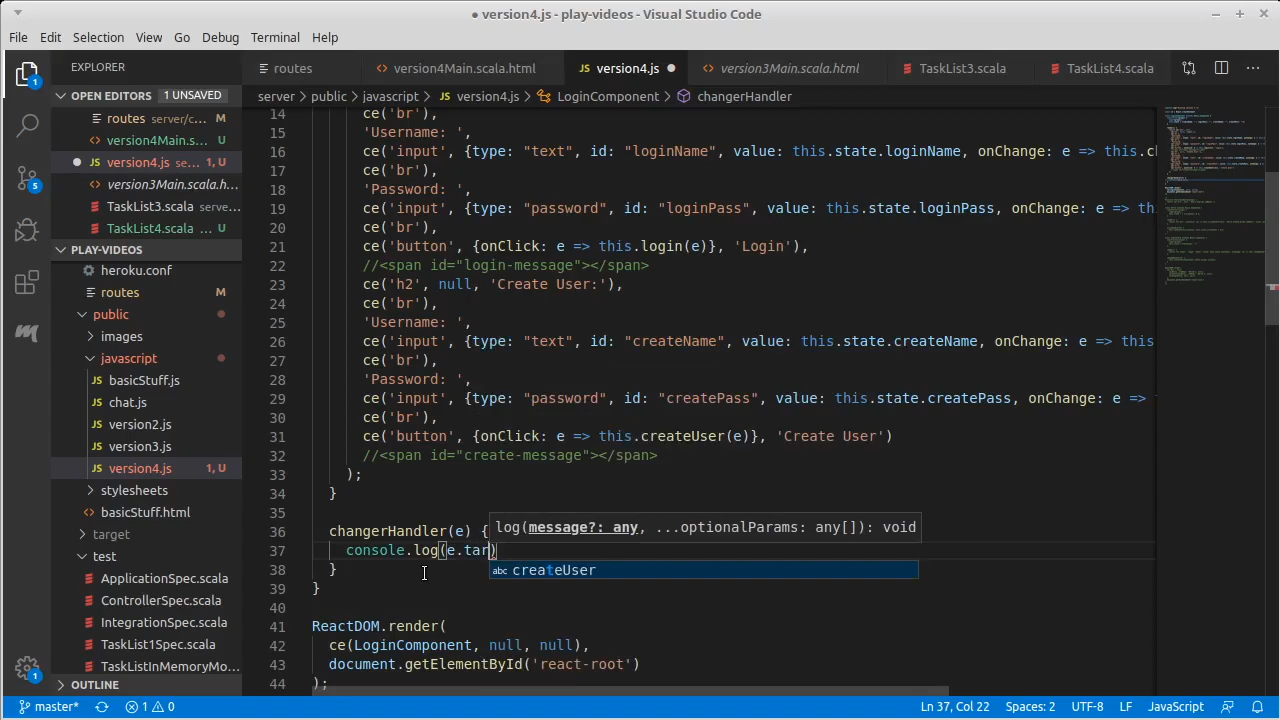 ● version4.js - play-videos - Visual Studio Code
File Edit Selection View Go Debug Terminal Help
EXPLORER
OPEN EDITORS 1 UNSAVED
routes server/c... M
version4Main.s... U
version4.js se... 1, U
version3Main.scala.h...
TaskList3.scala serve...
TaskList4.scala ... U
PLAY-VIDEOS
heroku.conf
routes M
public
images
javascript
basicStuff.js
chat.js
version2.js
version3.js
version4.js 1, U
stylesheets
basicStuff.html
target
test
ApplicationSpec.scala
ControllerSpec.scala
IntegrationSpec.scala
TaskList1Spec.scala
TaskListInMemoryMo...
OUTLINE
1
5
1
routes version4Main.scala.html JS version4.js ● version3Main.scala.html TaskList3.scala TaskList4.scala ...
server > public > javascript > JS version4.js > LoginComponent > changerHandler
14 ce('br'),
15 'Username: ',
16 ce('input', {type: "text", id: "loginName", value: this.state.loginName, onChange: e => this.c
17 ce('br'),
18 'Password: ',
19 ce('input', {type: "password", id: "loginPass", value: this.state.loginPass, onChange: e => this
20 ce('br'),
21 ce('button', {onClick: e => this.login(e)}, 'Login'),
22 //<span id="login-message"></span>
23 ce('h2', null, 'Create User:'),
24 ce('br'),
25 'Username: ',
26 ce('input', {type: "text", id: "createName", value: this.state.createName, onChange: e => this
27 ce('br'),
28 'Password: ',
29 ce('input', {type: "password", id: "createPass", value: this.state.createPass, onChange: e =>
30 ce('br'),
31 ce('button', {onClick: e => this.createUser(e)}, 'Create User')
32 //<span id="create-message"></span>
33 );
34 }
35
36 changerHandler(e) {
log(message?: any, ...optionalParams: any[]): void
37 console.log(e.tar)
abc createUser
38 }
39 }
40
41 ReactDOM.render(
42 ce(LoginComponent, null, null),
43 document.getElementById('react-root')
44 );
master* 1 0 Ln 37, Col 22 Spaces: 2 UTF-8 LF JavaScript